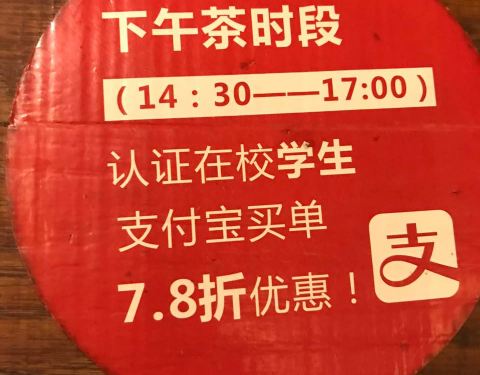 下午茶时段
（14：30——17:00）
认证在校学生
支付宝买单
支
7.8折优惠！